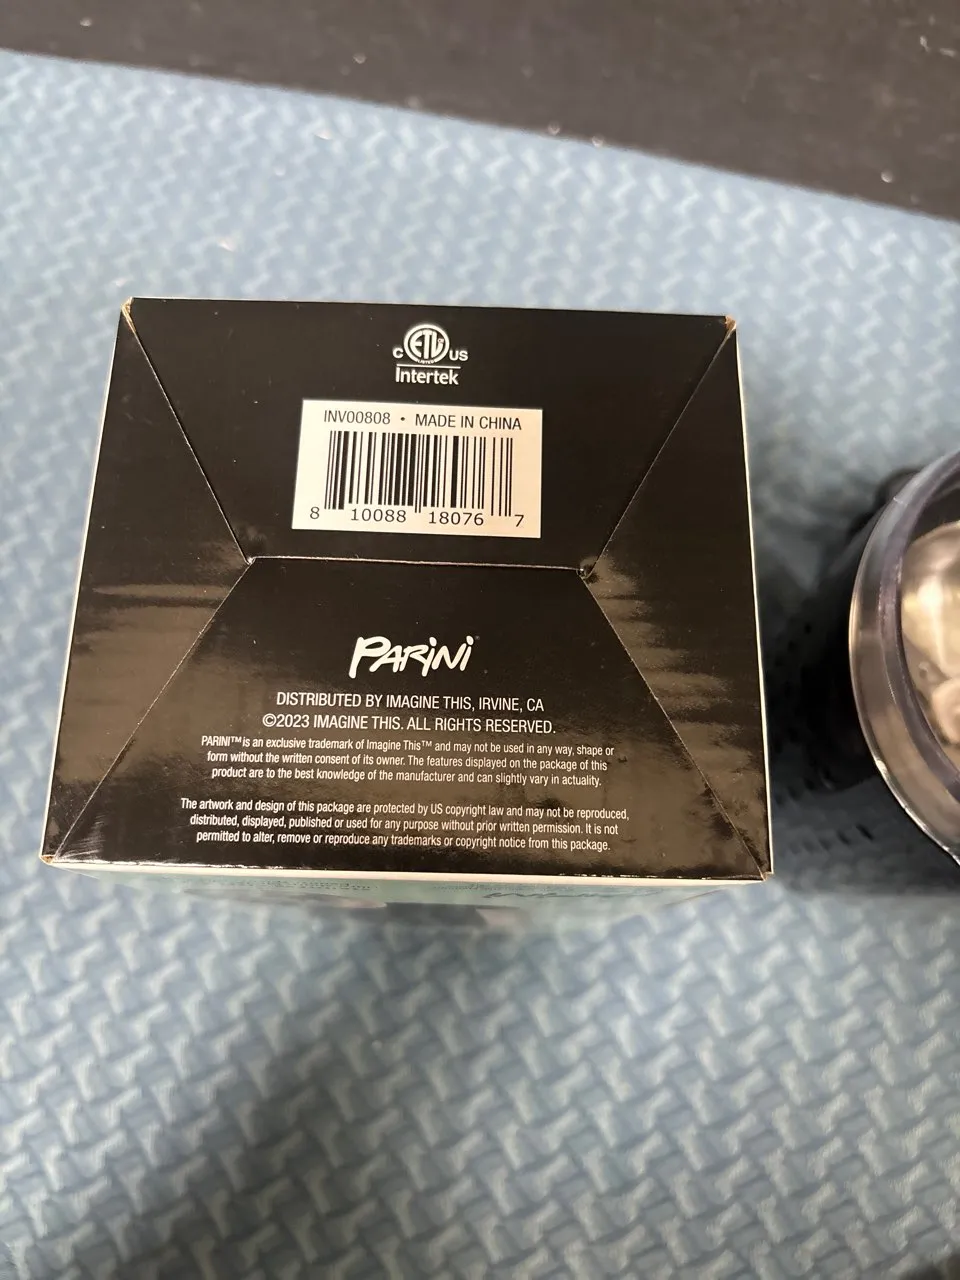 C ETL US
LISTED
Intertek
INV00808 • MADE IN CHINA
8 10088 18076 7
PARINI
DISTRIBUTED BY IMAGINE THIS, IRVINE, CA
©2023 IMAGINE THIS. ALL RIGHTS RESERVED.
PARINI™ is an exclusive trademark of Imagine This™ and may not be used in any way, shape or
form without the written consent of its owner. The features displayed on the package of this
product are to the best knowledge of the manufacturer and can slightly vary in actuality.
The artwork and design of this package are protected by US copyright law and may not be reproduced,
distributed, displayed, published or used for any purpose without prior written permission. It is not
permitted to alter, remove or reproduce any trademarks or copyright notice from this package.